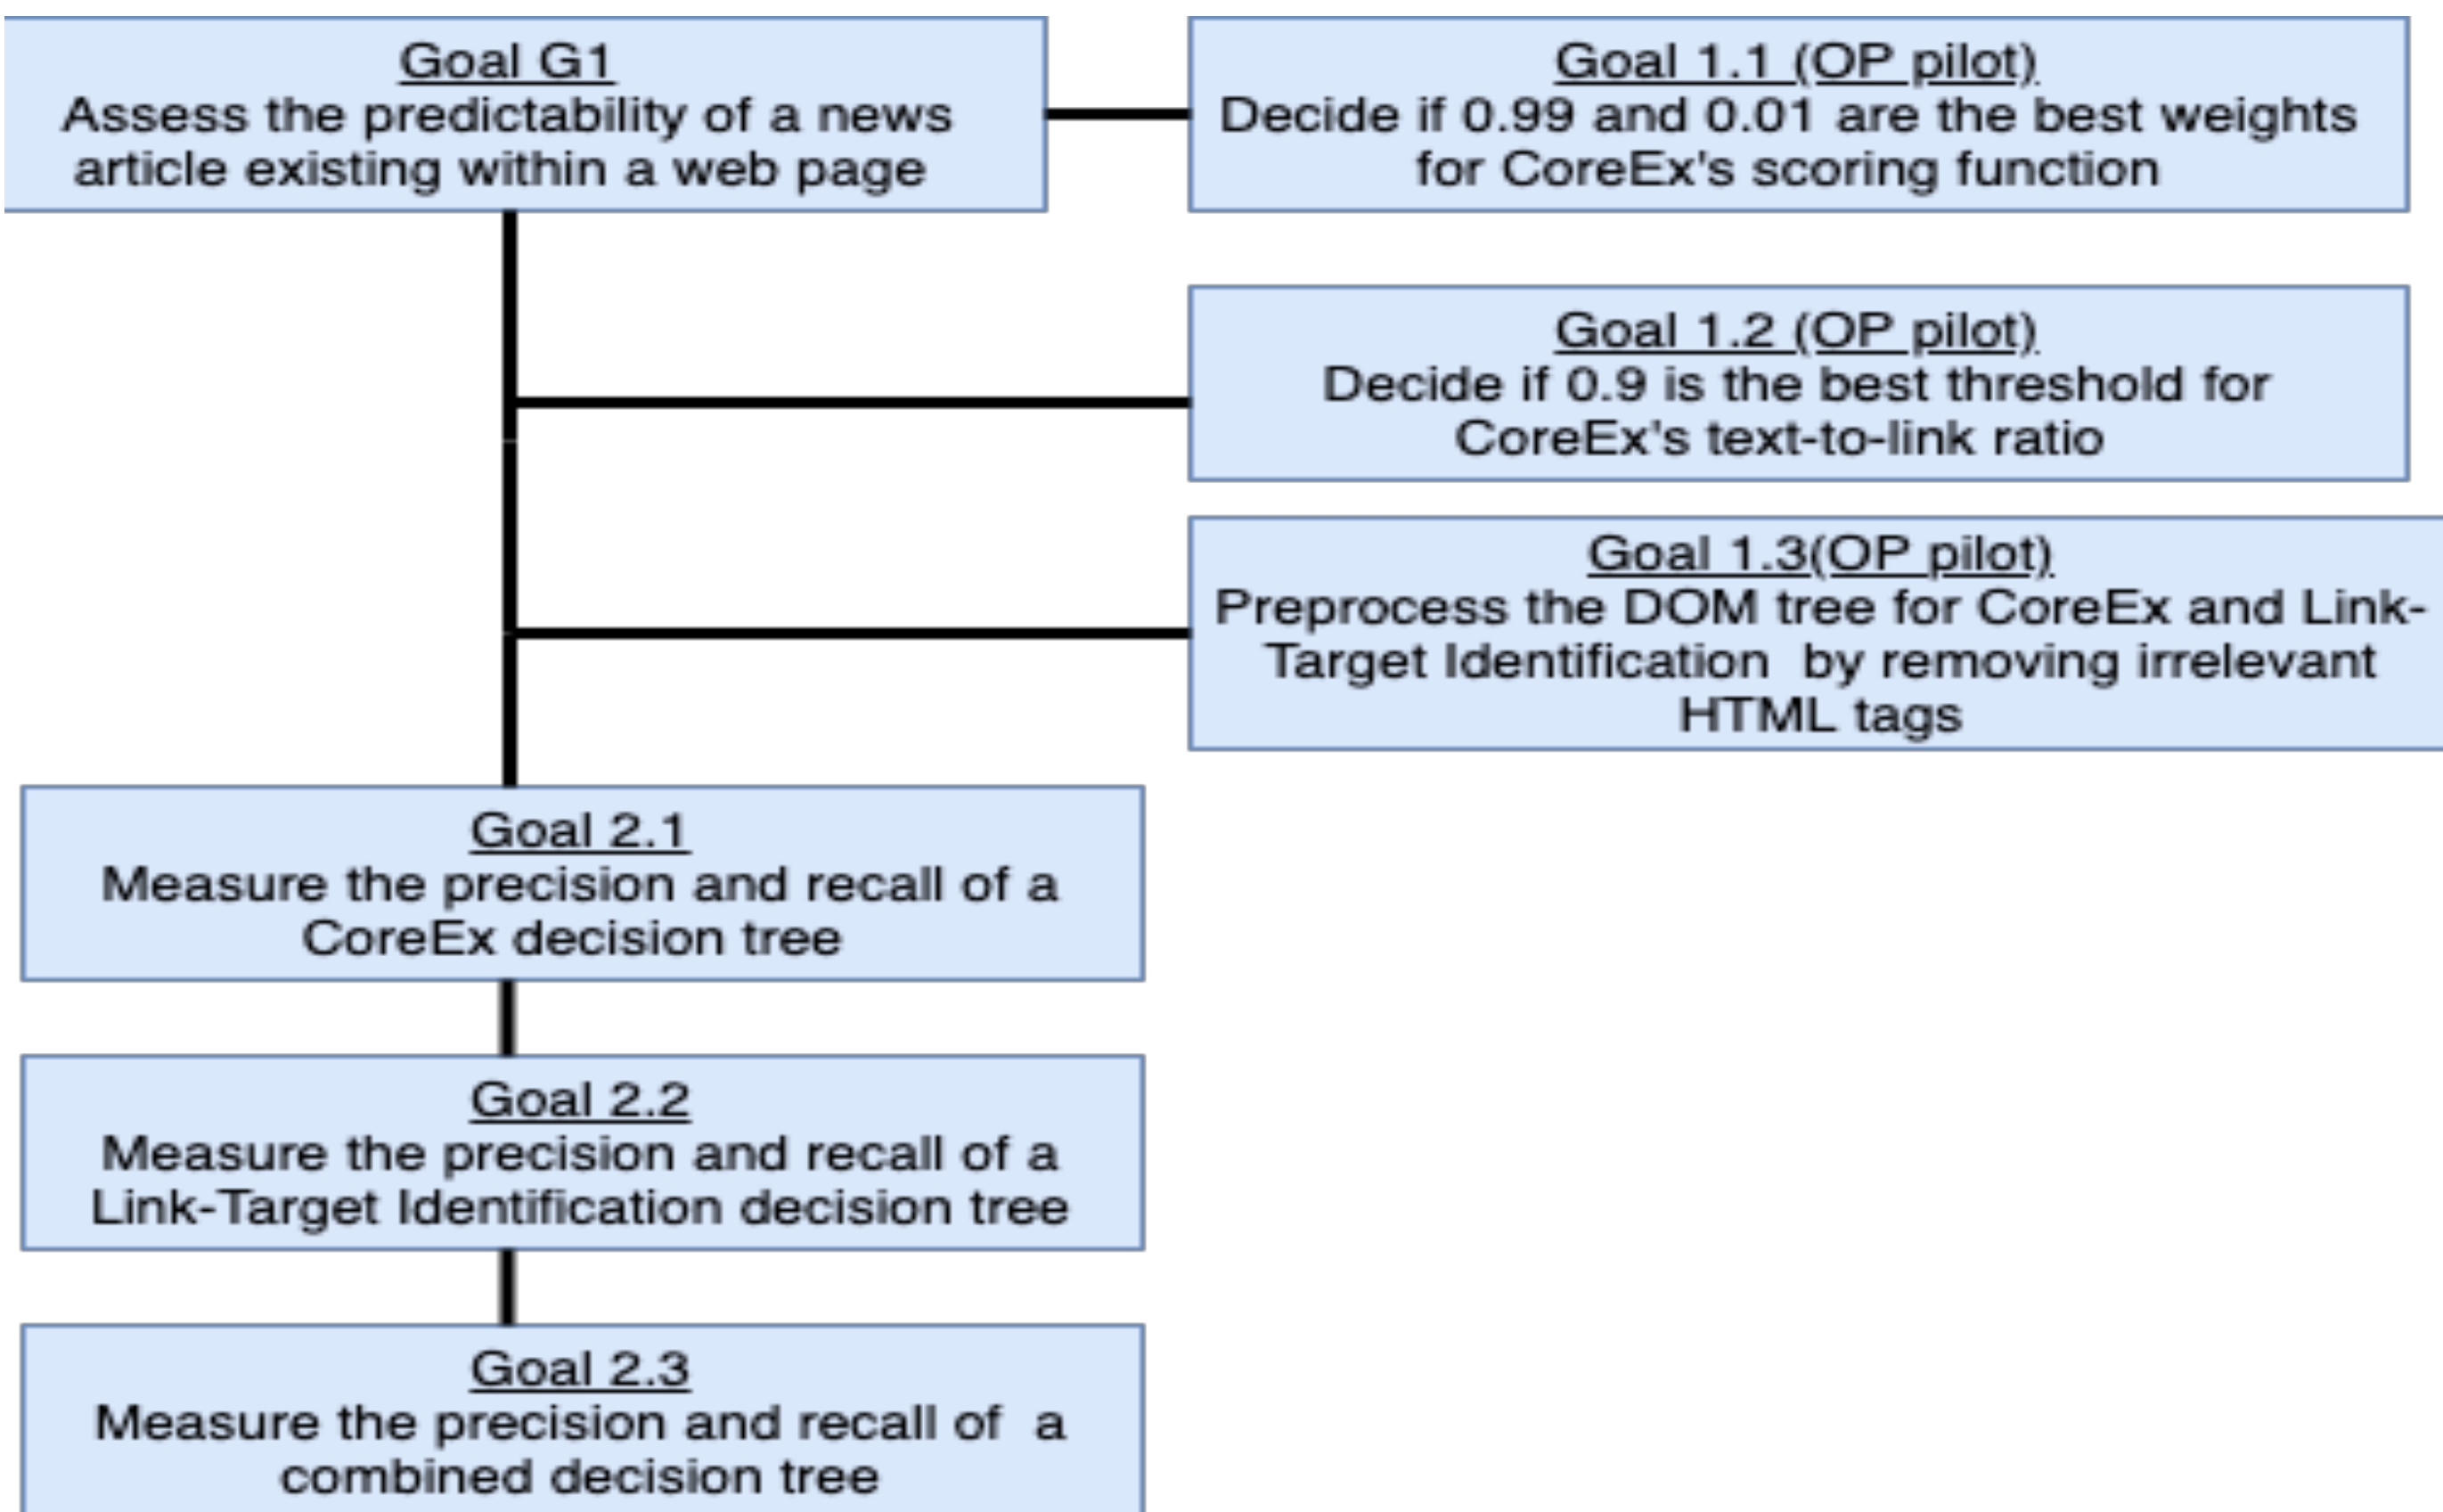 Goal G1
Assess the predictability of a news
article existing within a web page
Goal 1.1 (OP pilot)
Decide if 0.99 and 0.01 are the best weights
for CoreEx's scoring function
Goal 1.2 (OP pilot)
Decide if 0.9 is the best threshold for
CoreEx's text-to-link ratio
Goal 1.3(OP pilot)
Preprocess the DOM tree for CoreEx and Link-
Target Identification  by removing irrelevant
HTML tags
Goal 2.1
Measure the precision and recall of a
CoreEx decision tree
Goal 2.2
Measure the precision and recall of a
Link-Target Identification decision tree
Goal 2.3
Measure the precision and recall of  a
combined decision tree